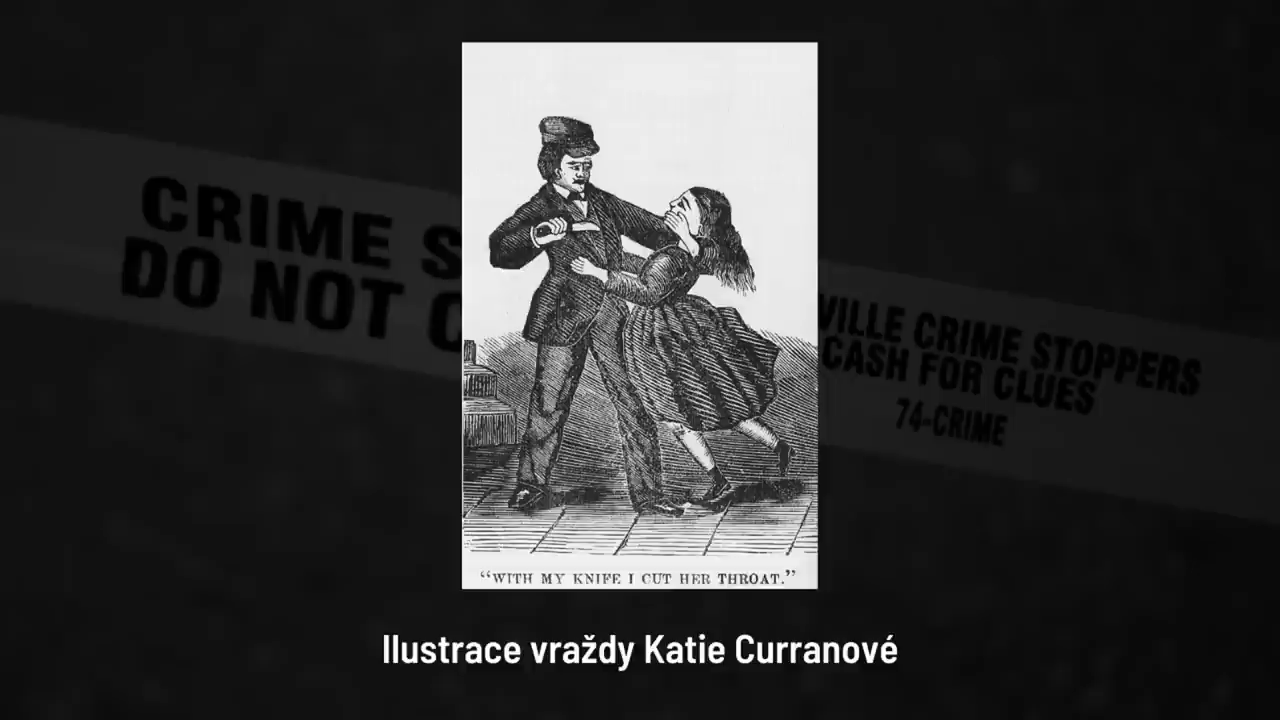 CRIME S
DO NOT C
VILLE CRIME STOPPERS
CASH FOR CLUES
74-CRIME
“WITH MY KNIFE I CUT HER THROAT.”
Ilustrace vraždy Katie Curranové